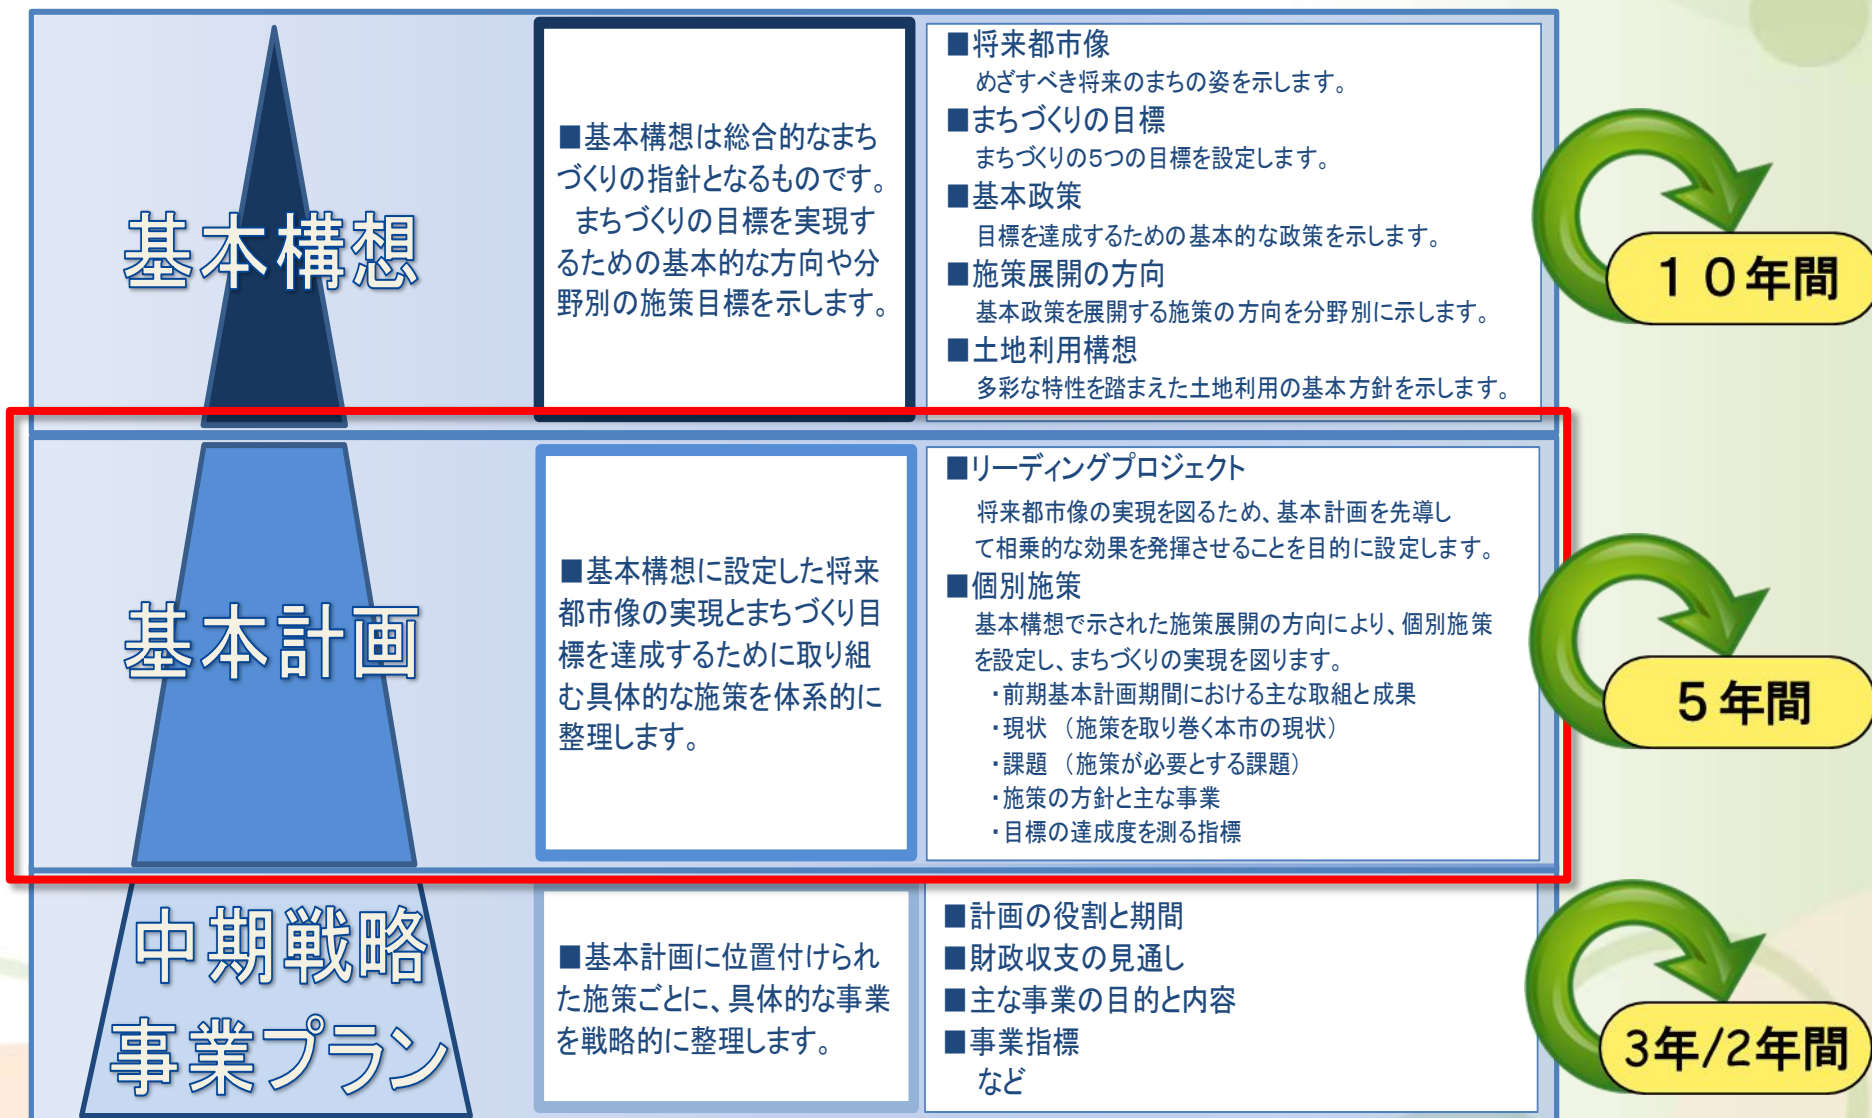 基本構想
■基本構想は総合的なまち
づくりの指針となるものです。
まちづくりの目標を実現す
るための基本的な方向や分
野別の施策目標を示します。
■将来都市像
めざすべき将来のまちの姿を示します。
■まちづくりの目標
まちづくりの5つの目標を設定します。
■基本政策
目標を達成するための基本的な政策を示します。
■施策展開の方向
基本政策を展開する施策の方向を分野別に示します。
■土地利用構想
多彩な特性を踏まえた土地利用の基本方針を示します。
１０年間
基本計画
■基本構想に設定した将来
都市像の実現とまちづくり目
標を達成するために取り組
む具体的な施策を体系的に
整理します。
■リーディングプロジェクト
将来都市像の実現を図るため、基本計画を先導し
て相乗的な効果を発揮させることを目的に設定します。
■個別施策
基本構想で示された施策展開の方向により、個別施策
を設定し、まちづくりの実現を図ります。
・前期基本計画期間における主な取組と成果
・現状 （施策を取り巻く本市の現状）
・課題 （施策が必要とする課題）
・施策の方針と主な事業
・目標の達成度を測る指標
５年間
中期戦略
事業プラン
■基本計画に位置付けられ
た施策ごとに、具体的な事業
を戦略的に整理します。
■計画の役割と期間
■財政収支の見通し
■主な事業の目的と内容
■事業指標
など
3年/2年間